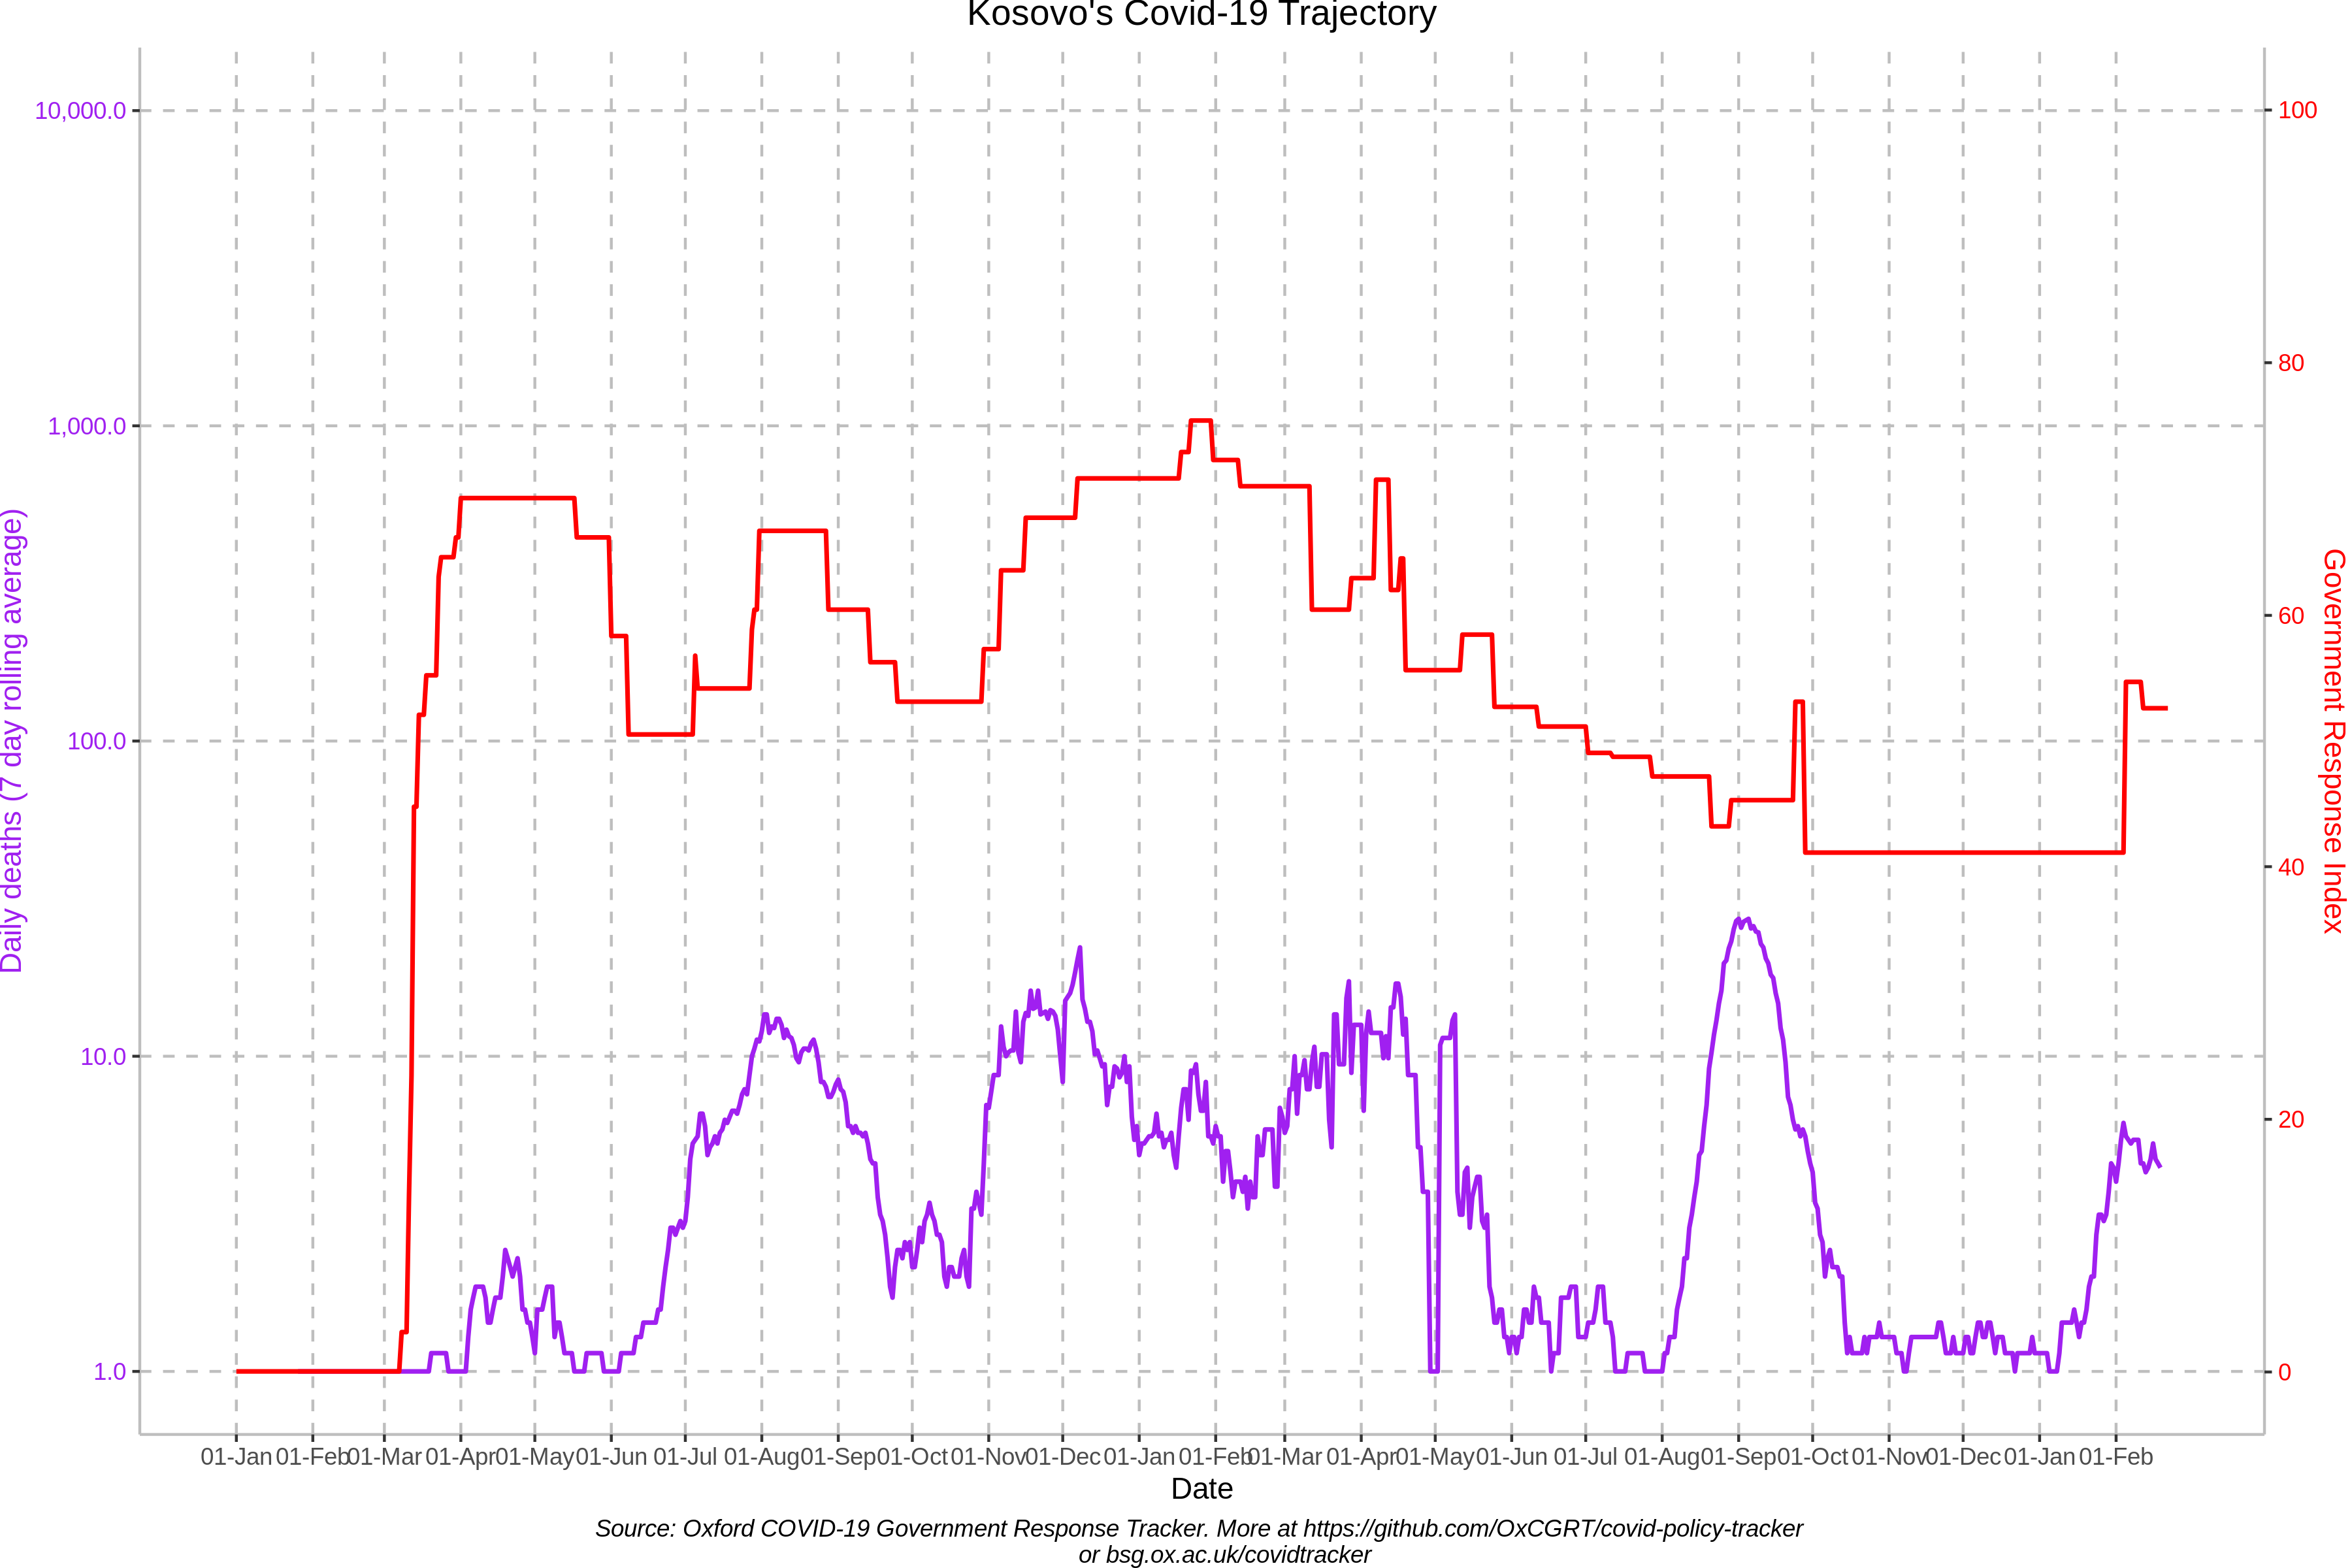 Kosovo's Covid-19 Trajectory
10,000.0
1,000.0
100.0
10.0
1.0
Daily deaths (7 day rolling average)
100
80
60
40
20
0
Government Response Index
01-Jan 01-Feb 01-Mar 01-Apr 01-May 01-Jun 01-Jul 01-Aug 01-Sep 01-Oct 01-Nov 01-Dec 01-Jan 01-Feb 01-Mar 01-Apr 01-May 01-Jun 01-Jul 01-Aug 01-Sep 01-Oct 01-Nov 01-Dec 01-Jan 01-Feb
Date
Source: Oxford COVID-19 Government Response Tracker. More at https://github.com/OxCGRT/covid-policy-tracker
or bsg.ox.ac.uk/covidtracker